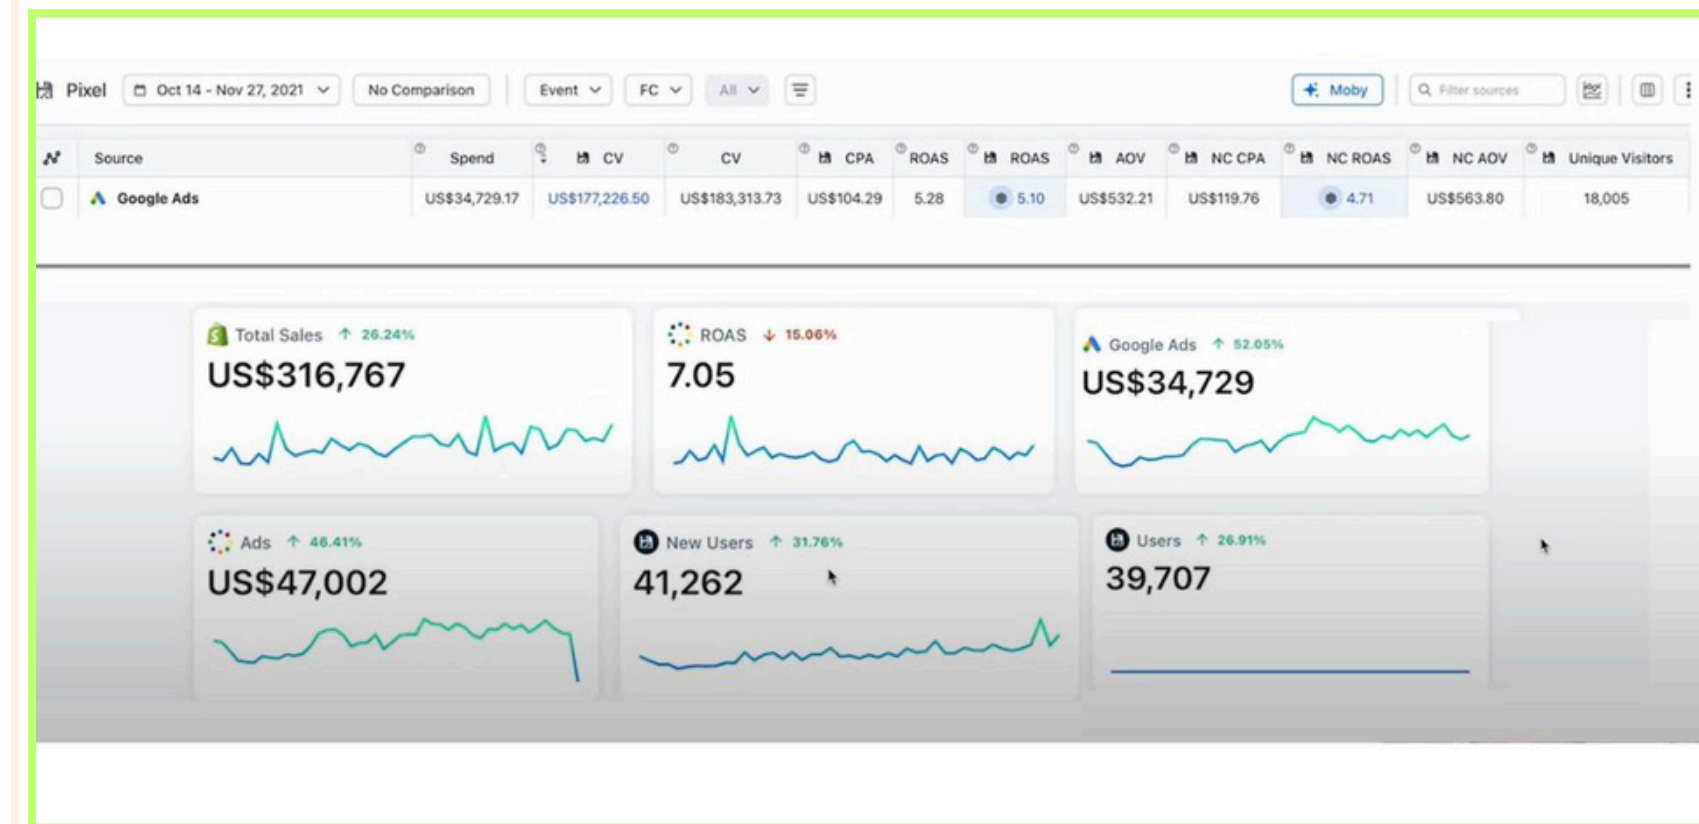 Pixel Oct 14 - Nov 27, 2021 No Comparison Event FC All Moby Filter sources
Source Spend CV CV CPA ROAS ROAS AOV NC CPA NC ROAS NC AOV Unique Visitors
Google Ads US$34,729.17 US$177,226.50 US$183,313.73 US$104.29 5.28 5.10 US$532.21 US$119.76 4.71 US$563.80 18,005
Total Sales ↑ 26.24%
US$316,767
ROAS ↓ 15.06%
7.05
Google Ads ↑ 52.05%
US$34,729
Ads ↑ 46.41%
US$47,002
New Users ↑ 31.76%
41,262
Users ↑ 26.91%
39,707